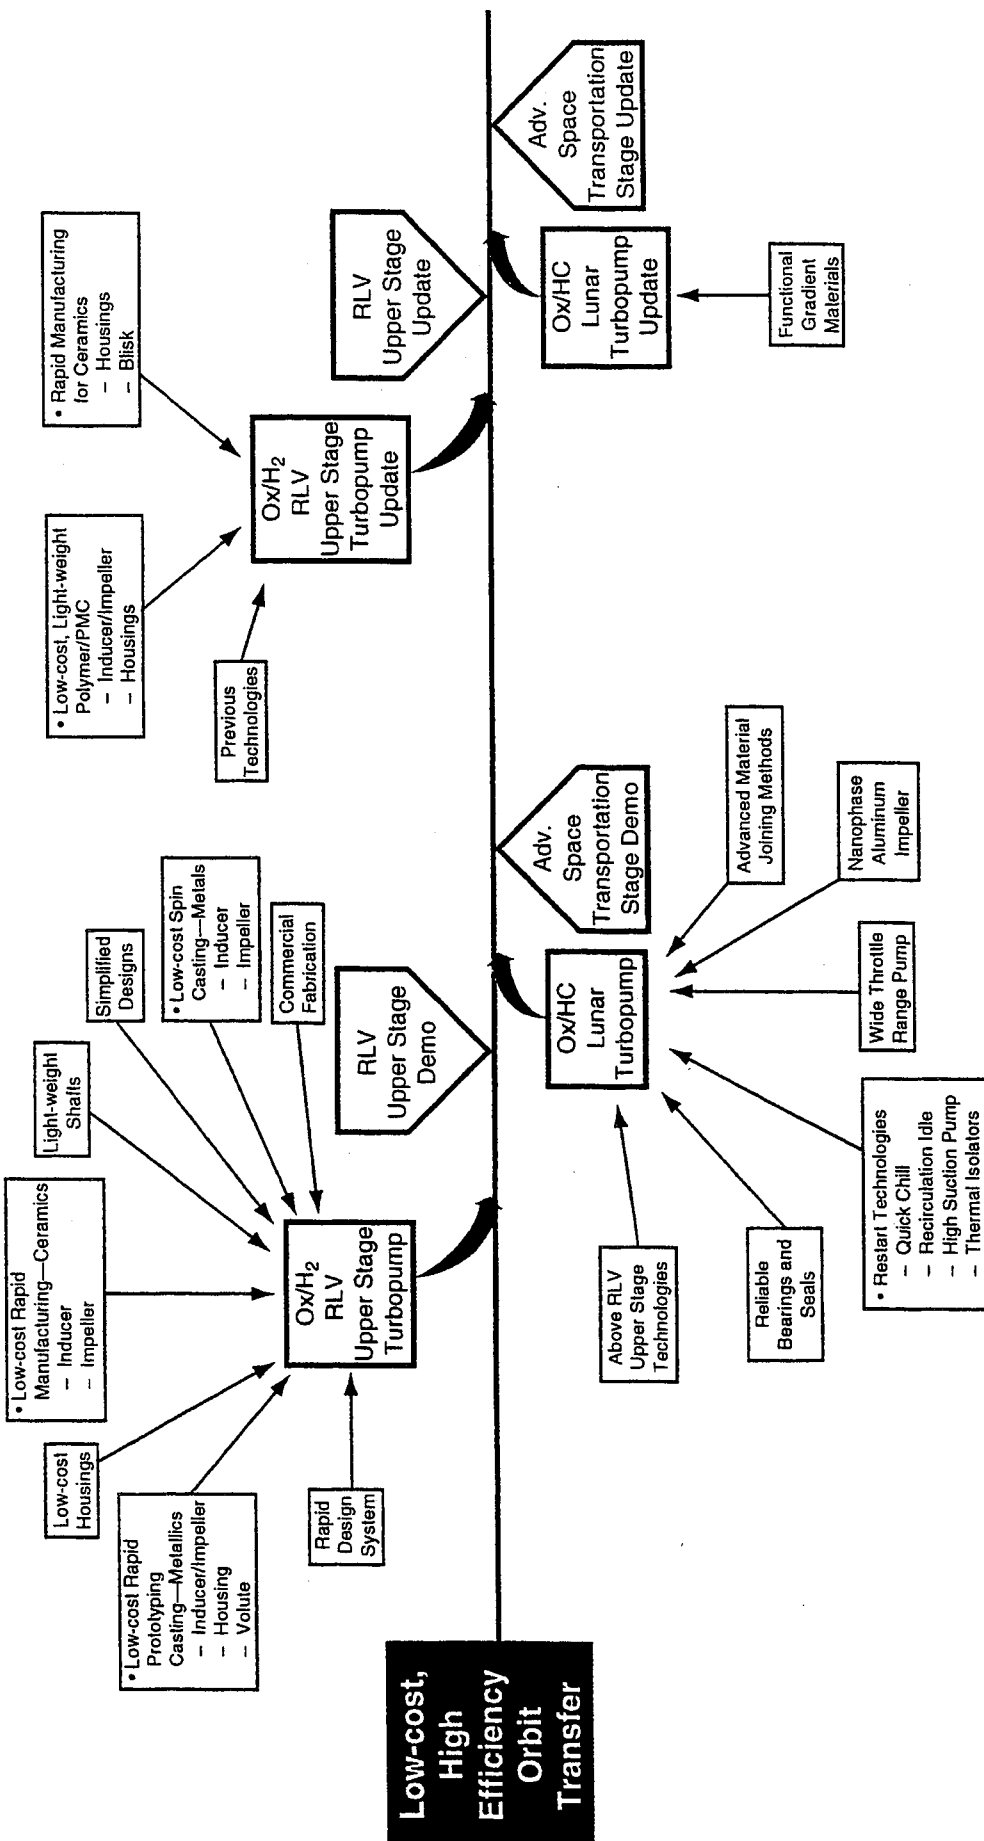 Low-cost,
High
Efficiency
Orbit
Transfer
• Low-cost Rapid
Prototyping
Casting—Metallics
– Inducer/Impeller
– Housing
– Volute
Low-cost
Housings
• Low-cost Rapid
Manufacturing—Ceramics
– Inducer
– Impeller
Light-weight
Shafts
Simplified
Designs
• Low-cost Spin
Casting—Metals
– Inducer
– Impeller
Commercial
Fabrication
Rapid
Design
System
Ox/H2
RLV
Upper Stage
Turbopump
RLV
Upper Stage
Demo
Above RLV
Upper Stage
Technologies
Reliable
Bearings and
Seals
• Restart Technologies
– Quick Chill
– Recirculation Idle
– High Suction Pump
– Thermal Isolators
Wide Throttle
Range Pump
Nanophase
Aluminum
Impeller
Advanced Material
Joining Methods
Ox/HC
Lunar
Turbopump
Adv.
Space
Transportation
Stage Demo
Previous
Technologies
• Low-cost, Light-weight
Polymer/PMC
– Inducer/Impeller
– Housings
• Rapid Manufacturing
for Ceramics
– Housings
– Blisk
Ox/H2
RLV
Upper Stage
Turbopump
Update
RLV
Upper Stage
Update
Ox/HC
Lunar
Turbopump
Update
Functional
Gradient
Materials
Adv.
Space
Transportation
Stage Update